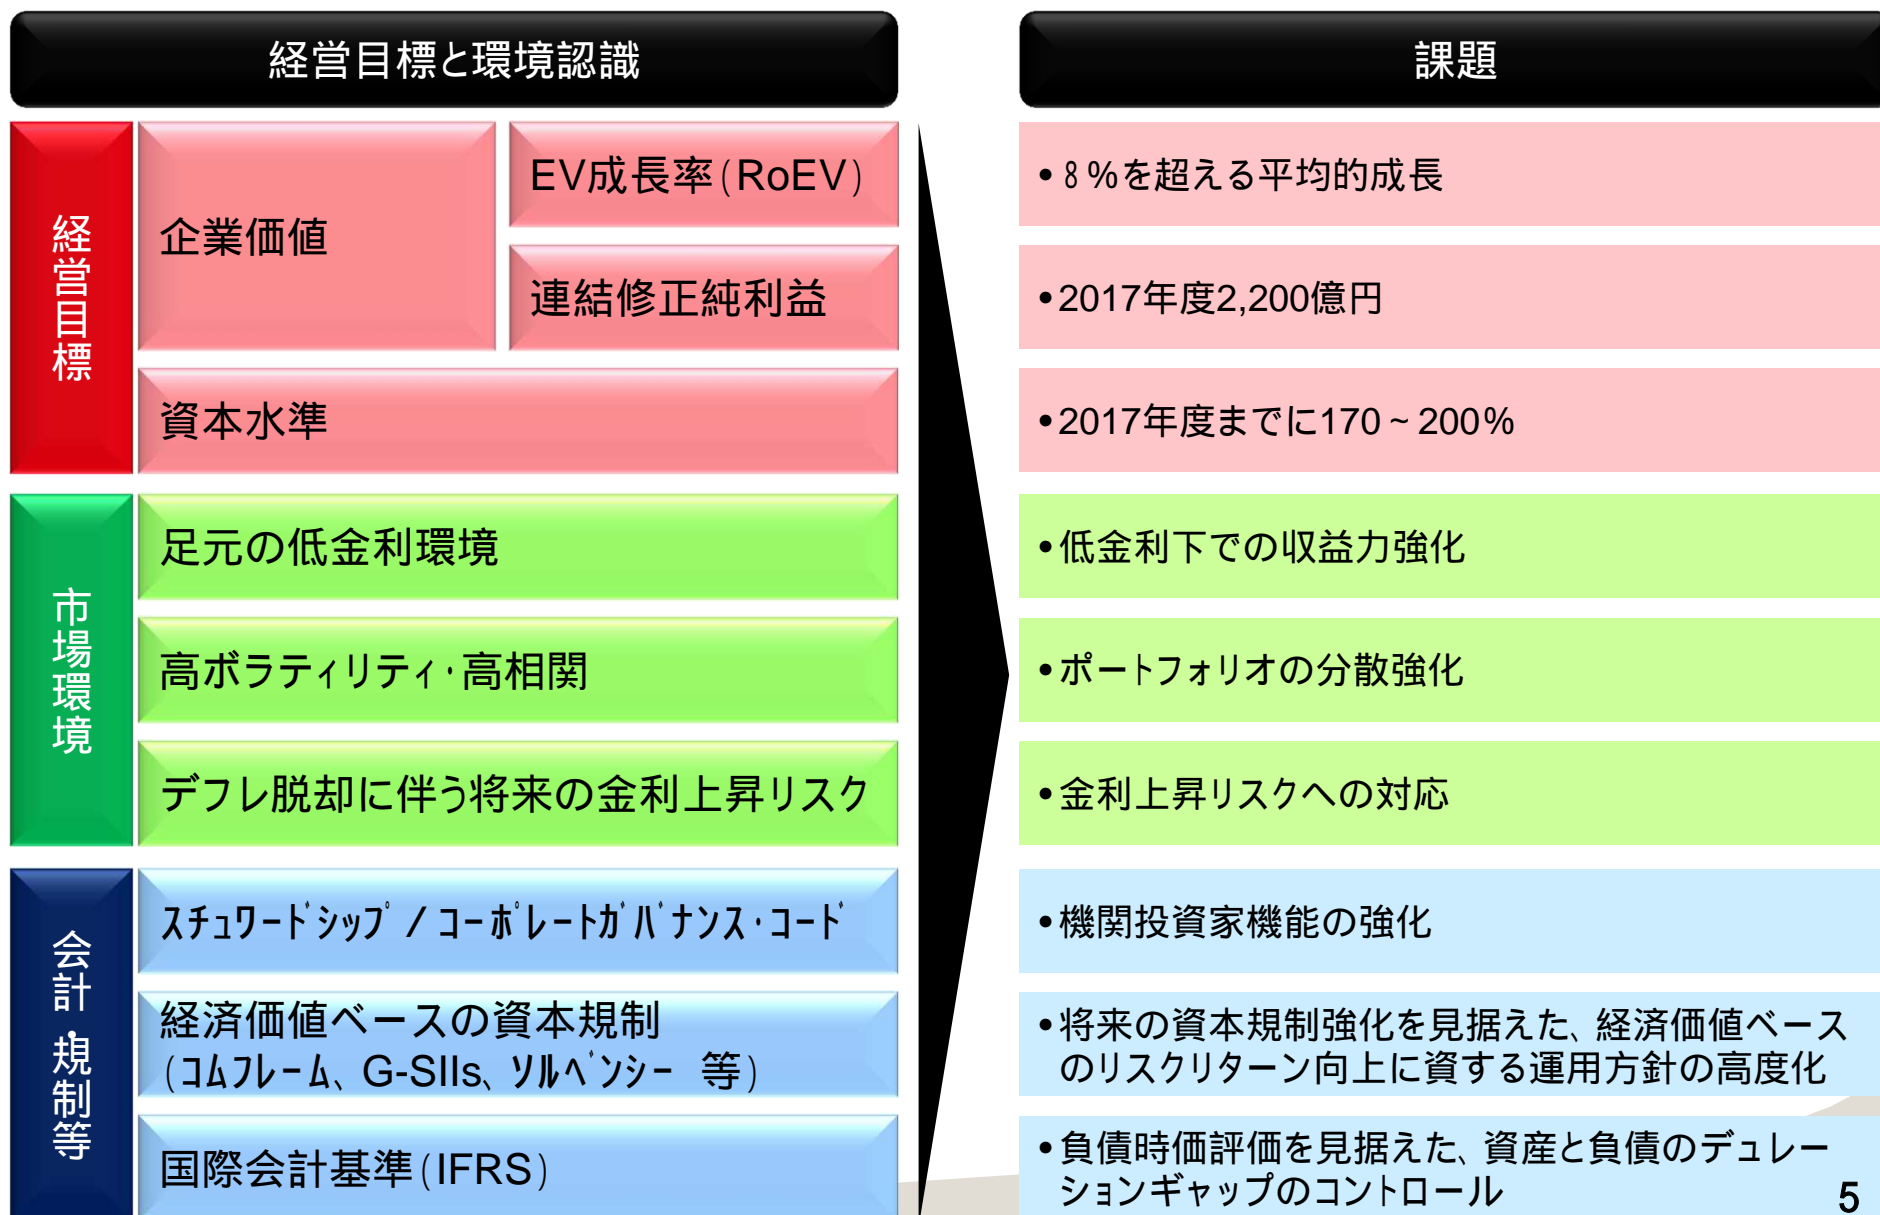 経営目標と環境認識
課題
経営目標
企業価値
EV成長率(RoEV)
•8%を超える平均的成長
連結修正純利益
•2017年度2,200億円
資本水準
•2017年度までに170~200%
市場環境
足元の低金利環境
•低金利下での収益力強化
高ボラティリティ・高相関
•ポートフォリオの分散強化
デフレ脱却に伴う将来の金利上昇リスク
•金利上昇リスクへの対応
会計・規制等
ｽﾁｭﾜｰﾄﾞｼｯﾌﾟ/ｺｰﾎﾟﾚｰﾄｶﾞﾊﾞﾅﾝｽ・ｺｰﾄﾞ
•機関投資家機能の強化
経済価値ベースの資本規制
(ｺﾑﾌﾚｰﾑ、G-SIIs、ｿﾙﾍﾞﾝｼｰ 等)
•将来の資本規制強化を見据えた、経済価値ベース
のリスクリターン向上に資する運用方針の高度化
国際会計基準(IFRS)
•負債時価評価を見据えた、資産と負債のデュレー
ションギャップのコントロール
5